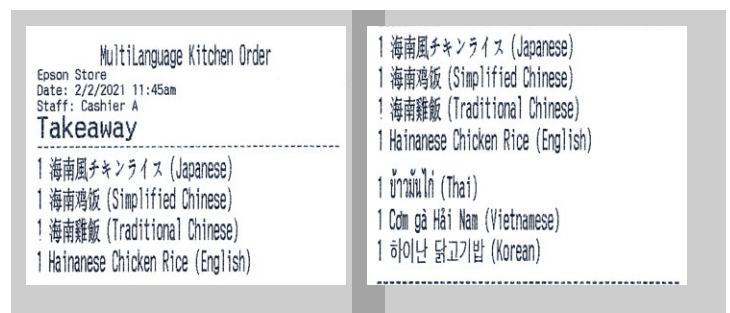 MultiLanguage Kitchen Order
Epson Store
Date: 2/2/2021 11:45am
Staff: Cashier A
Takeaway
1 海南風チキンライス (Japanese)
1 海南鸡饭 (Simplified Chinese)
1 海南雞飯 (Traditional Chinese)
1 Hainanese Chicken Rice (English)
1 海南風チキンライス (Japanese)
1 海南鸡饭 (Simplified Chinese)
1 海南雞飯 (Traditional Chinese)
1 Hainanese Chicken Rice (English)
1 ข้าวมันไก่ (Thai)
1 Cơm gà Hải Nam (Vietnamese)
1 하이난 닭고기밥 (Korean)